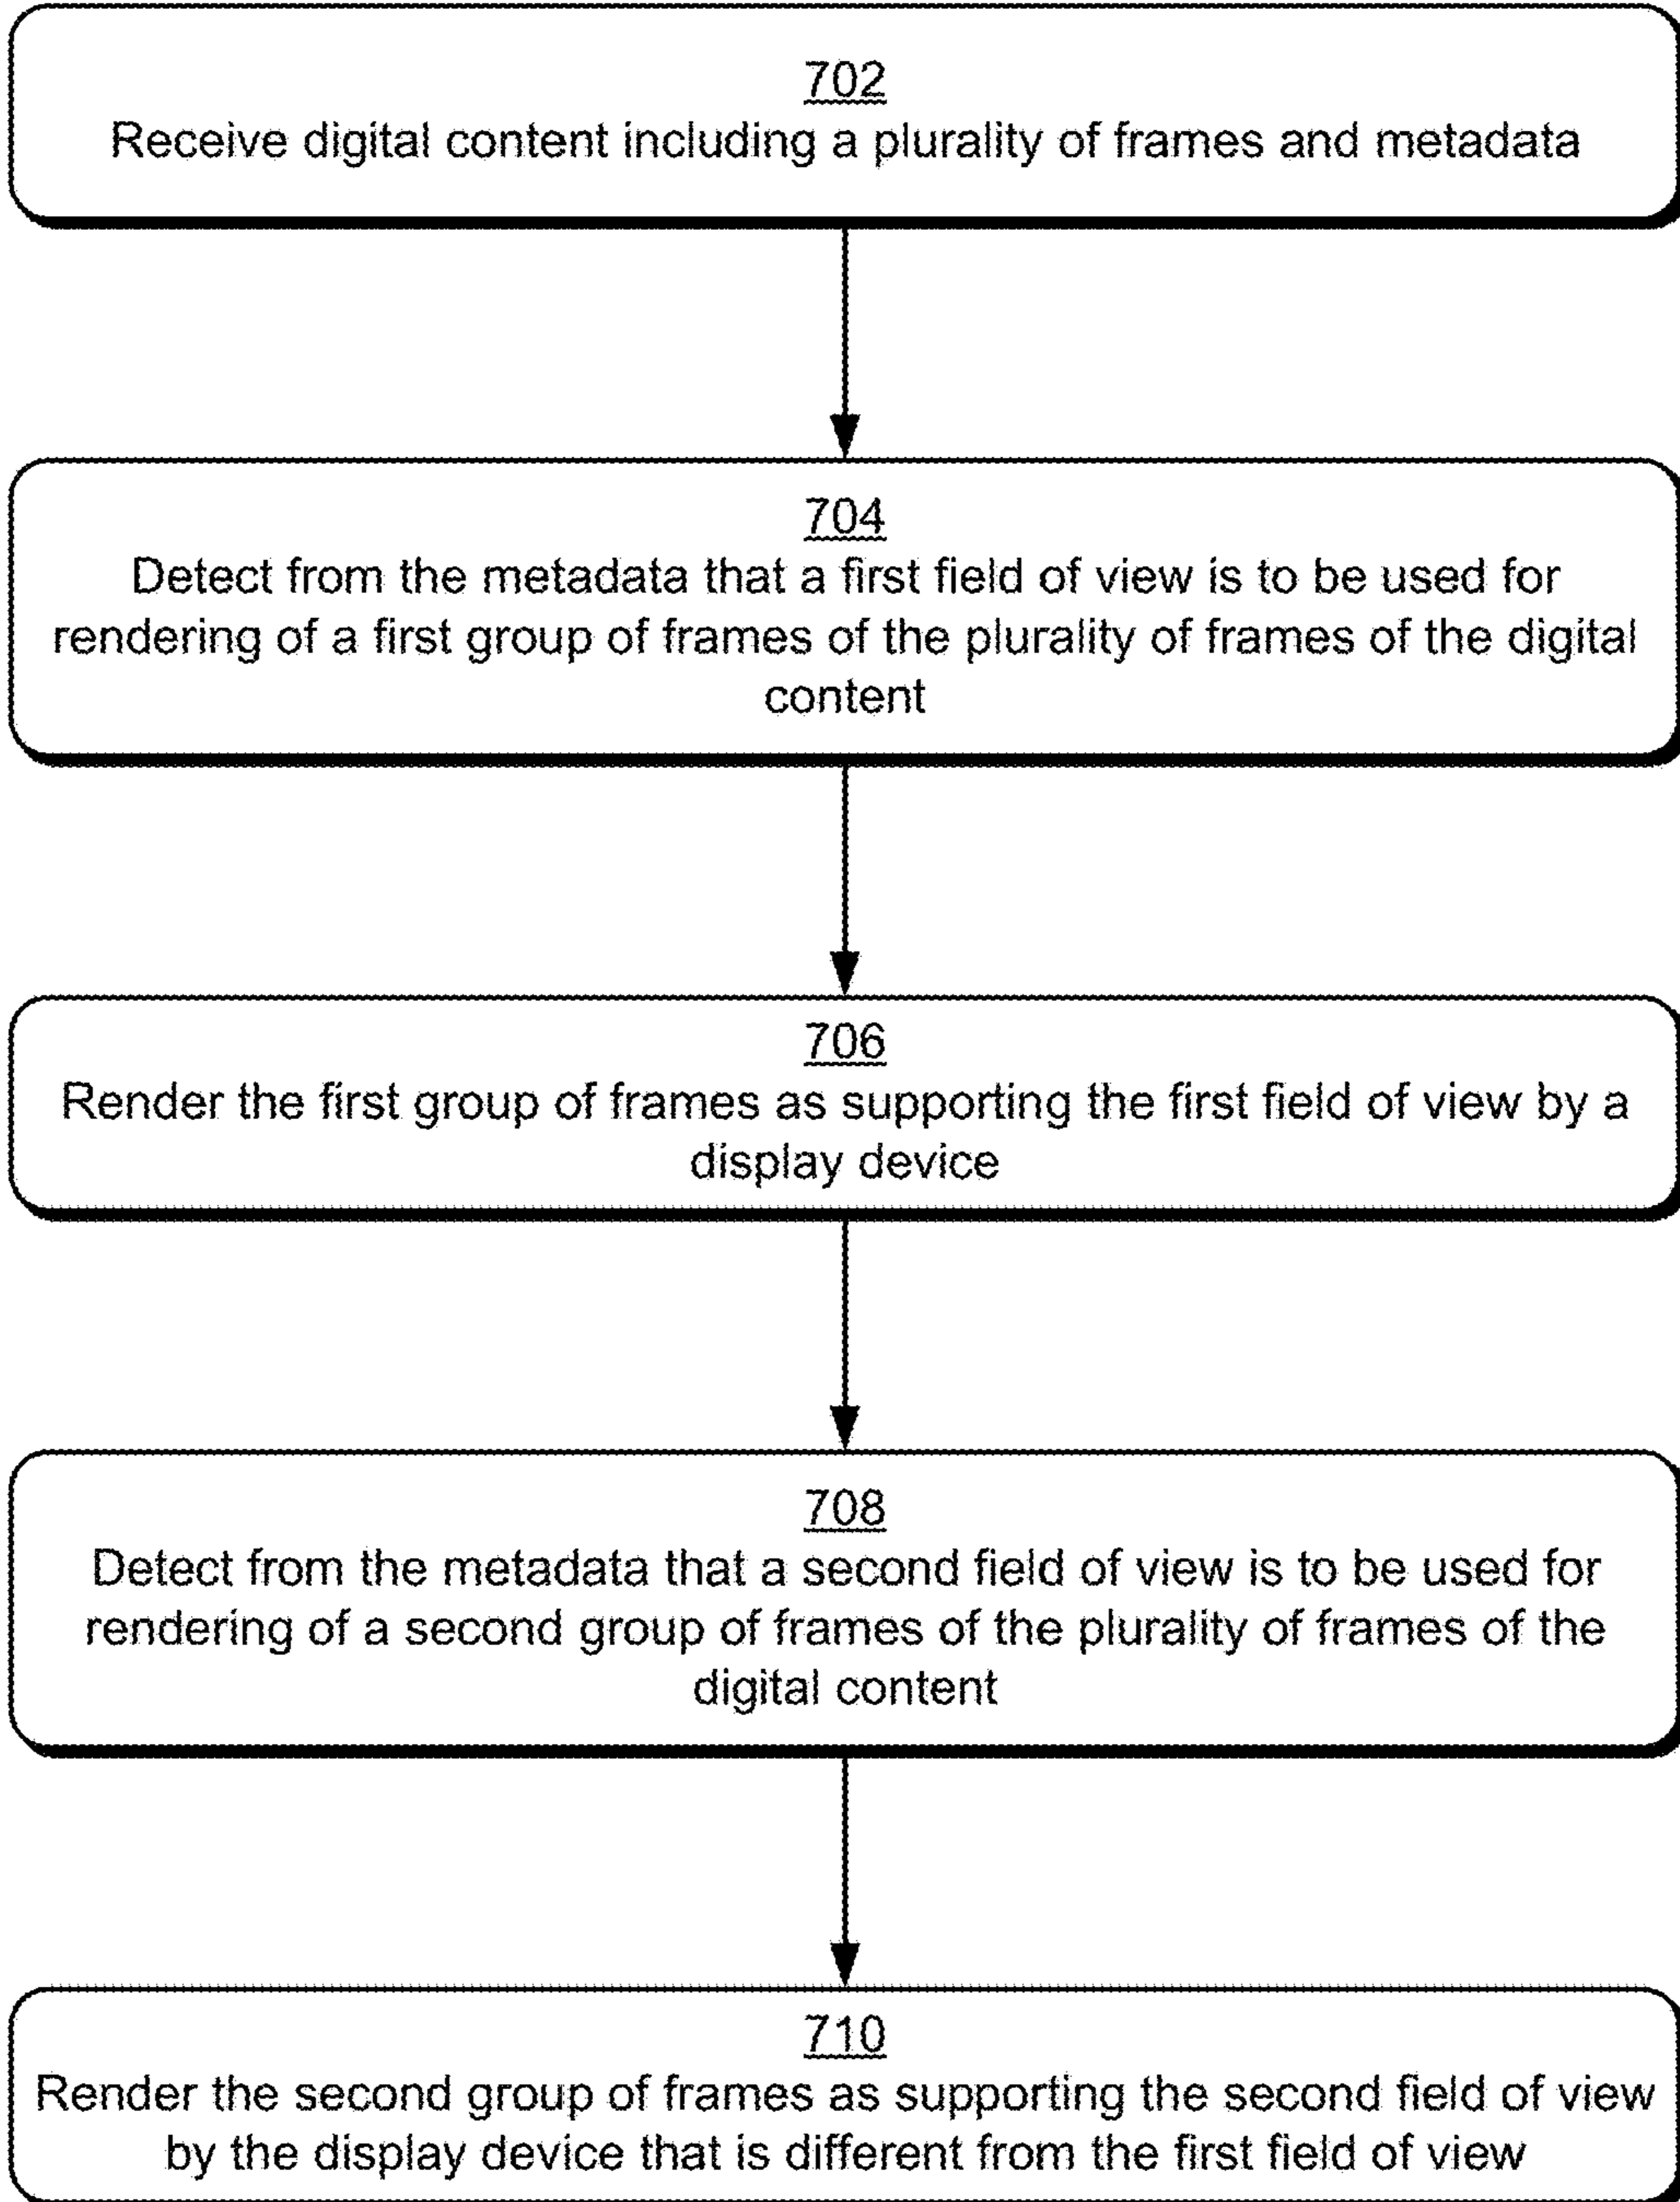 702
Receive digital content including a plurality of frames and metadata
704
Detect from the metadata that a first field of view is to be used for
rendering of a first group of frames of the plurality of frames of the digital
content
706
Render the first group of frames as supporting the first field of view by a
display device
708
Detect from the metadata that a second field of view is to be used for
rendering of a second group of frames of the plurality of frames of the
digital content
710
Render the second group of frames as supporting the second field of view
by the display device that is different from the first field of view